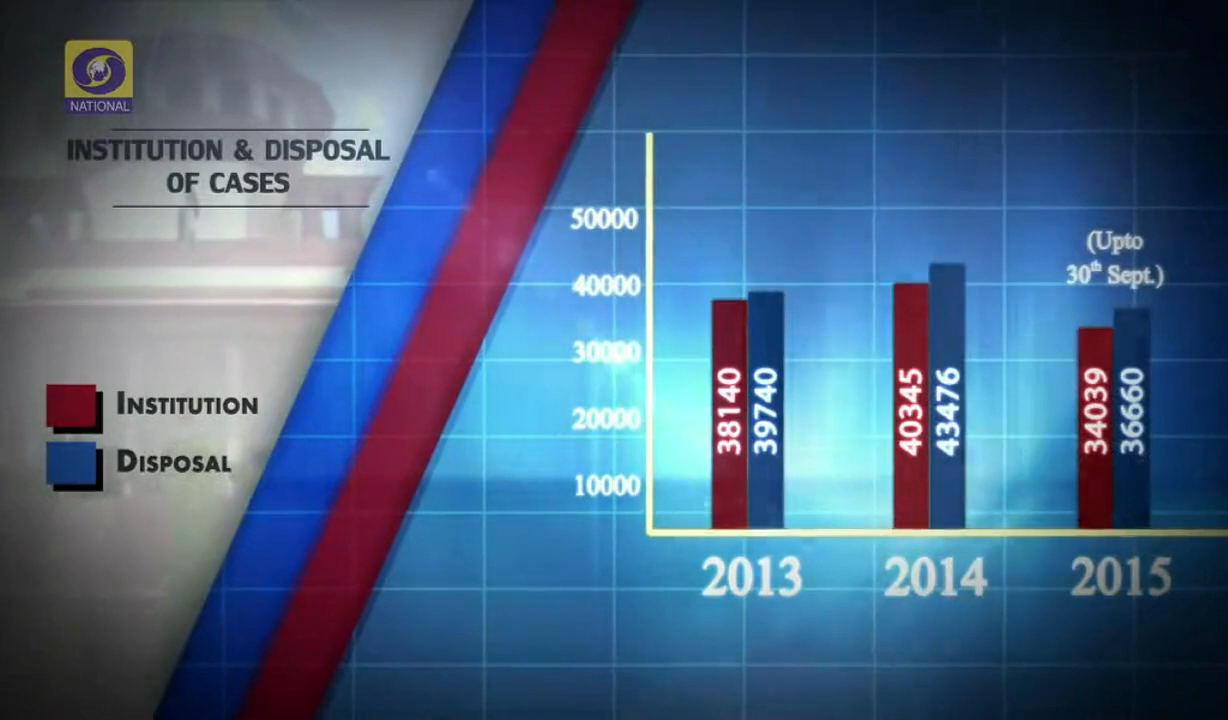 NATIONAL
INSTITUTION & DISPOSAL
OF CASES
INSTITUTION
DISPOSAL
50000
40000
30000
20000
10000
(Upto
30th Sept.)
38140
39740
40345
43476
34039
36660
2013
2014
2015